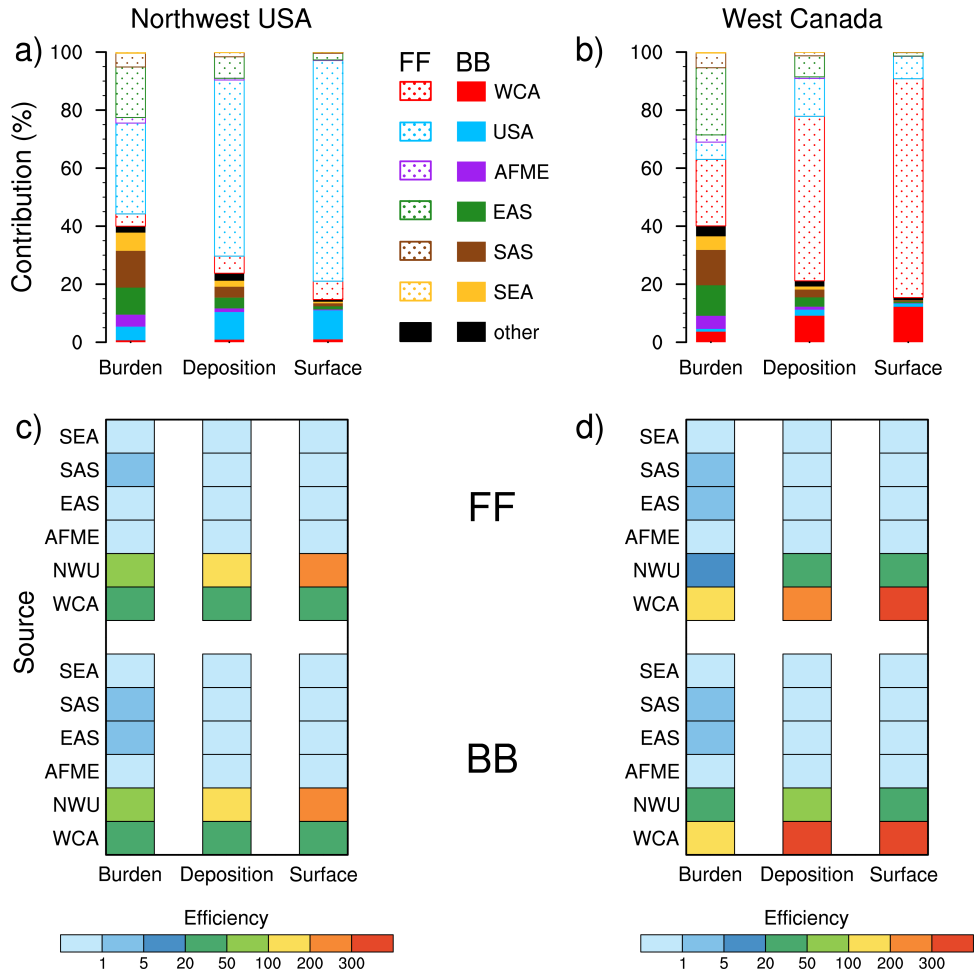 Northwest USA
West Canada
a)
b)
Contribution (%)
100
80
60
40
20
0
Burden Deposition Surface
FF BB
WCA
USA
AFME
EAS
SAS
SEA
other
100
80
60
40
20
0
Burden Deposition Surface
c)
d)
Source
SEA
SAS
EAS
AFME
NWU
WCA
SEA
SAS
EAS
AFME
NWU
WCA
Burden Deposition Surface
FF
BB
SEA
SAS
EAS
AFME
NWU
WCA
SEA
SAS
EAS
AFME
NWU
WCA
Burden Deposition Surface
Efficiency
1 5 20 50 100 200 300
Efficiency
1 5 20 50 100 200 300